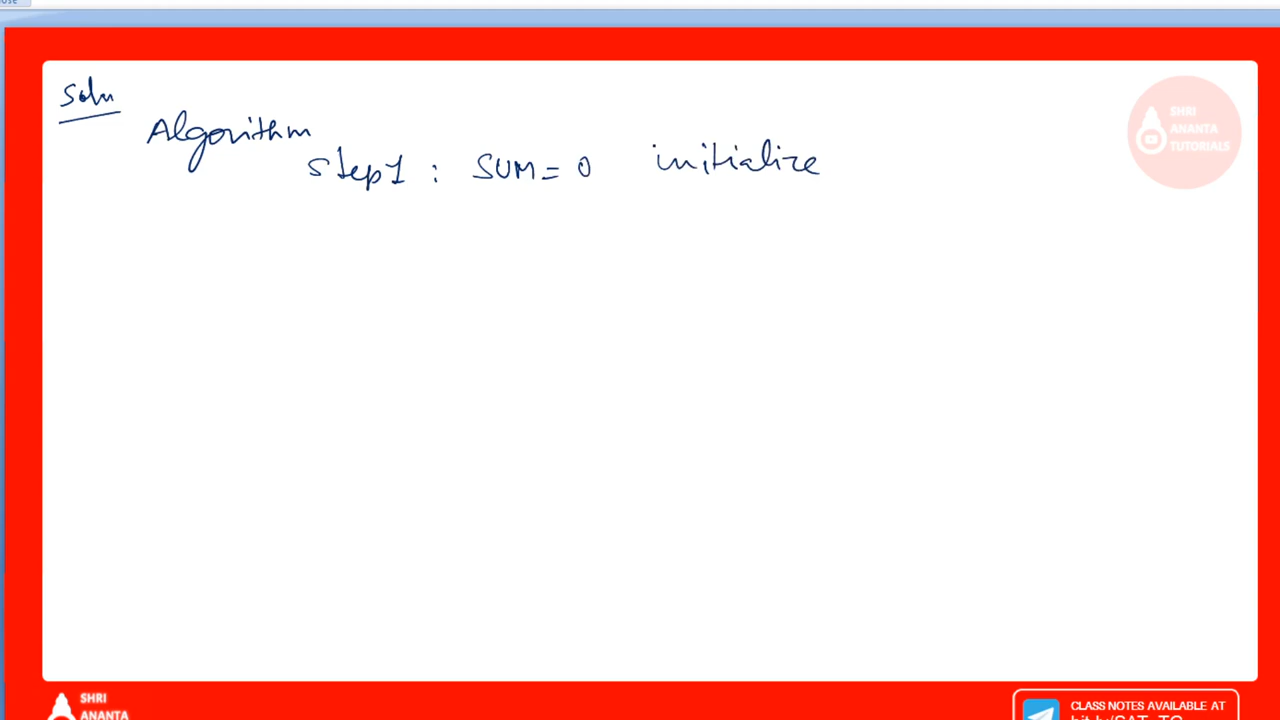 Soln
Algorithm
Step1 : SUM = 0 initialize
SHRI
ANANTA
TUTORIALS
SHRI
ANANTA
CLASS NOTES AVAILABLE AT